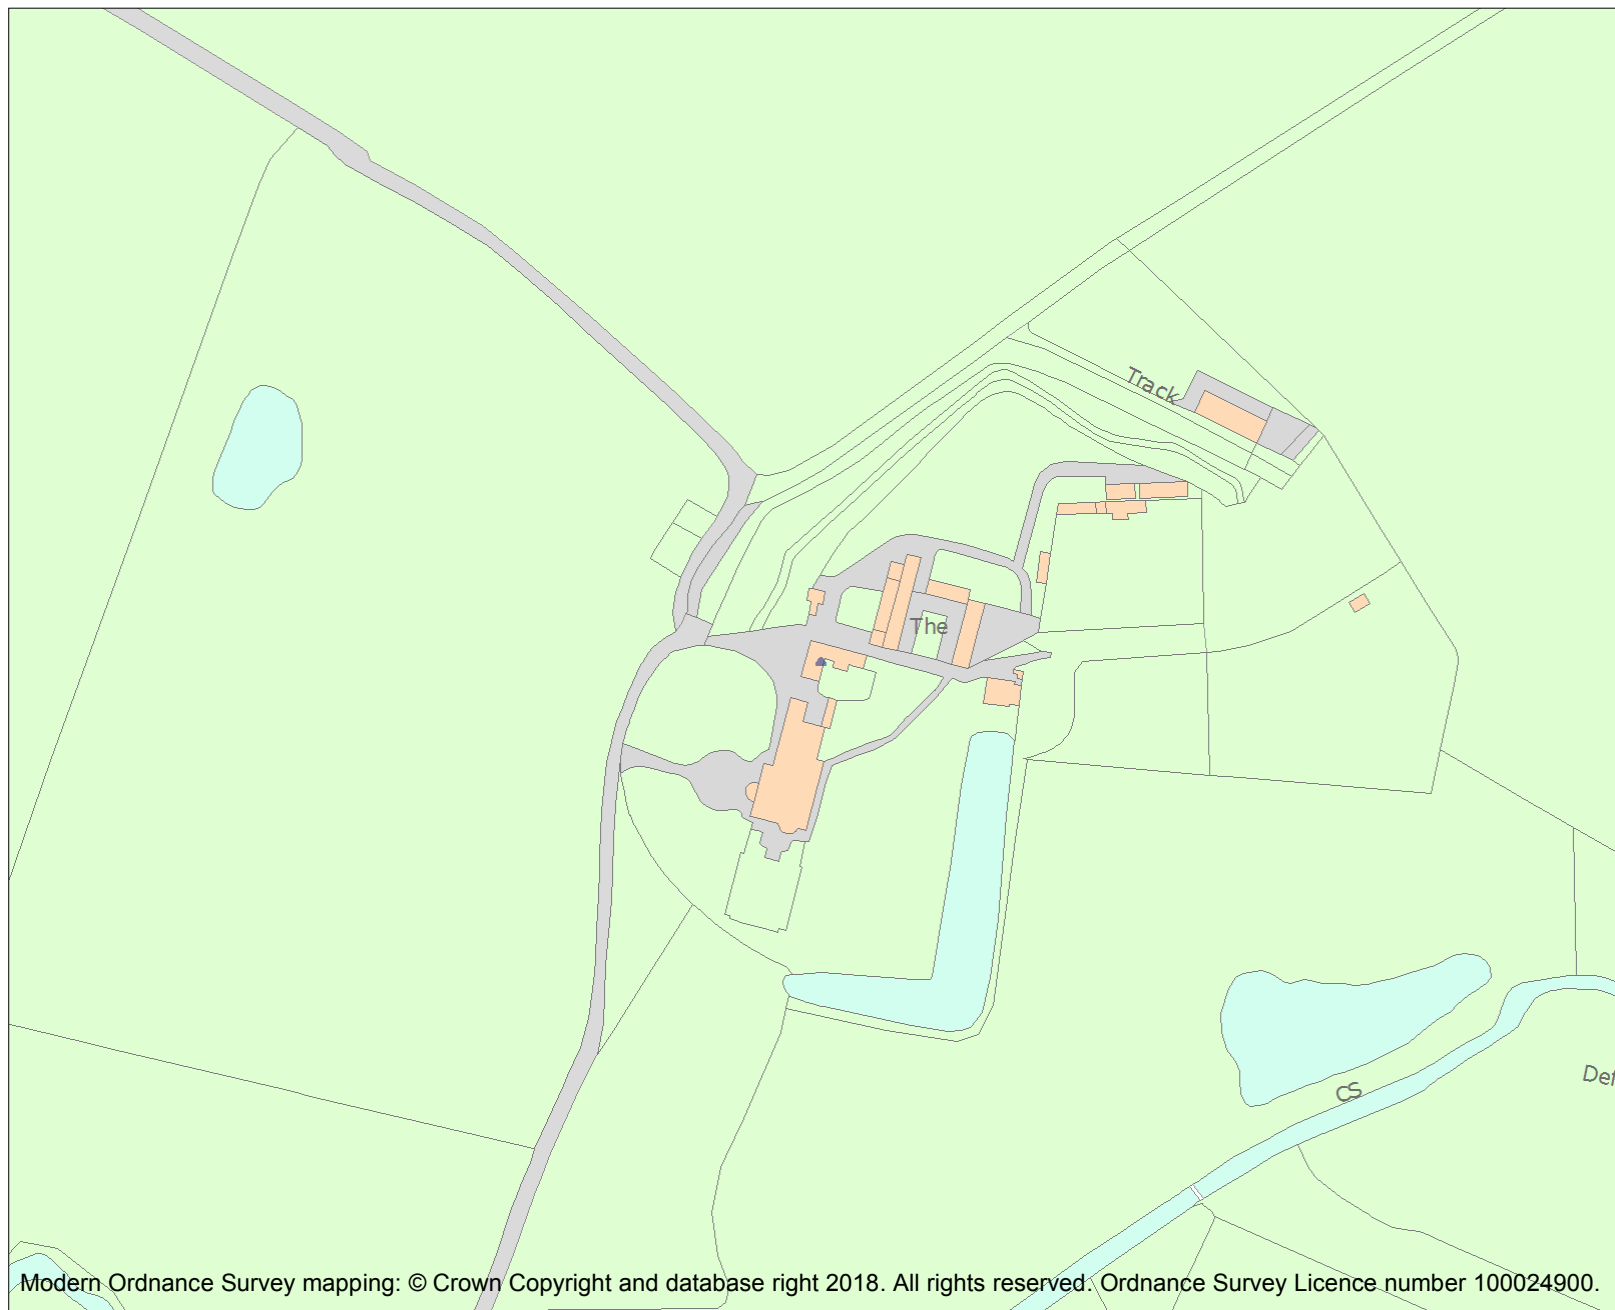 Track
The
CS
Def
Modern Ordnance Survey mapping: © Crown Copyright and database right 2018. All rights reserved. Ordnance Survey Licence number 100024900.